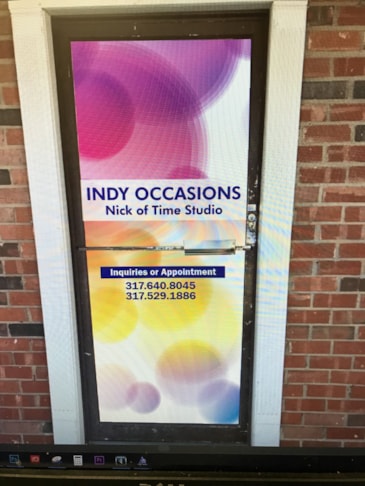 INDY OCCASIONS
Nick of Time Studio
Inquiries or Appointment
317.640.8045
317.529.1886